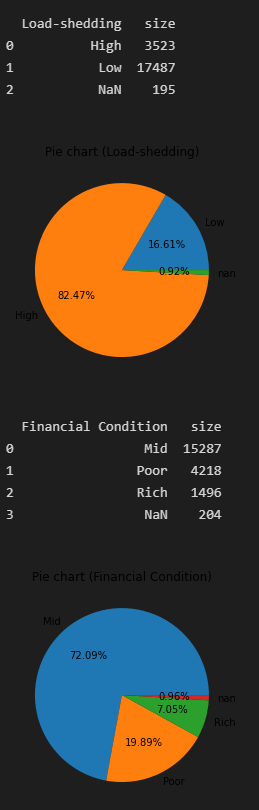 Load-shedding size
0 High 3523
1 Low 17487
2 NaN 195
Pie chart (Load-shedding)
Low
16.61%
0.92%
nan
82.47%
High
Financial Condition size
0 Mid 15287
1 Poor 4218
2 Rich 1496
3 NaN 204
Pie chart (Financial Condition)
Mid
72.09%
0.96%
nan
7.05%
Rich
19.89%
Poor